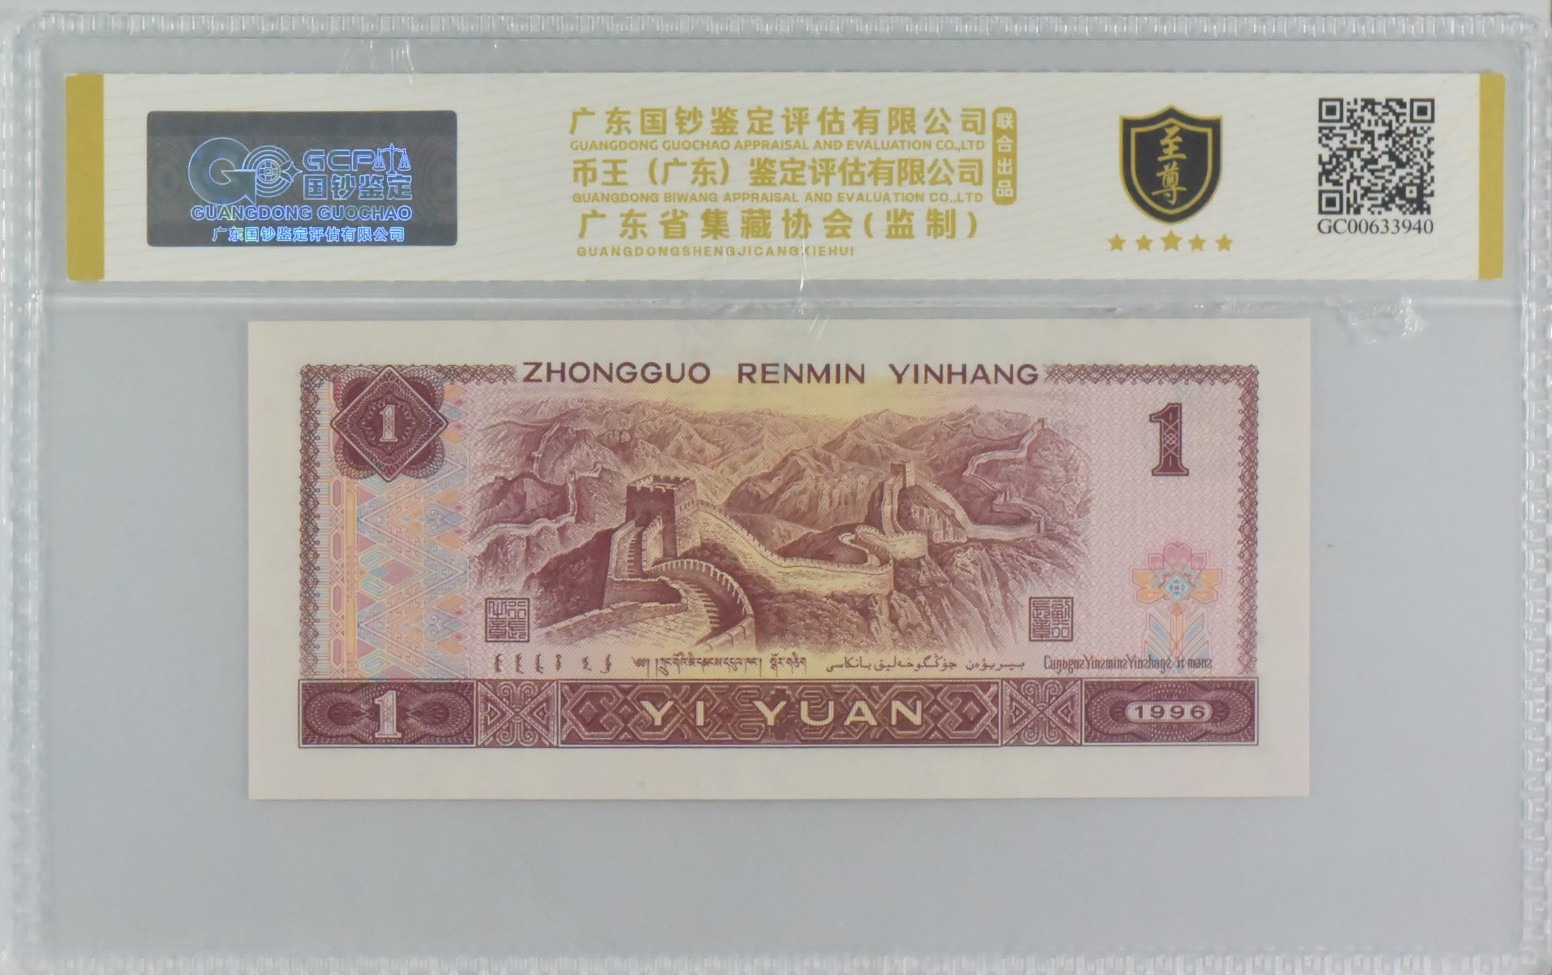 GCP
国钞鉴定
GUANGDONG GUOCHAO
广东国钞鉴定评估有限公司
广东国钞鉴定评估有限公司
GUANGDONG GUOCHAO APPRAISAL AND EVALUATION CO.,LTD
币王（广东）鉴定评估有限公司
GUANGDONG BIWANG APPRAISAL AND EVALUATION CO.,LTD
广东省集藏协会(监制)
GUANGDONGSHENGJICANGXIEHUI
联合出品
至尊
GC00633940
ZHONGGUO RENMIN YINHANG
1
1
1
YI YUAN
1996